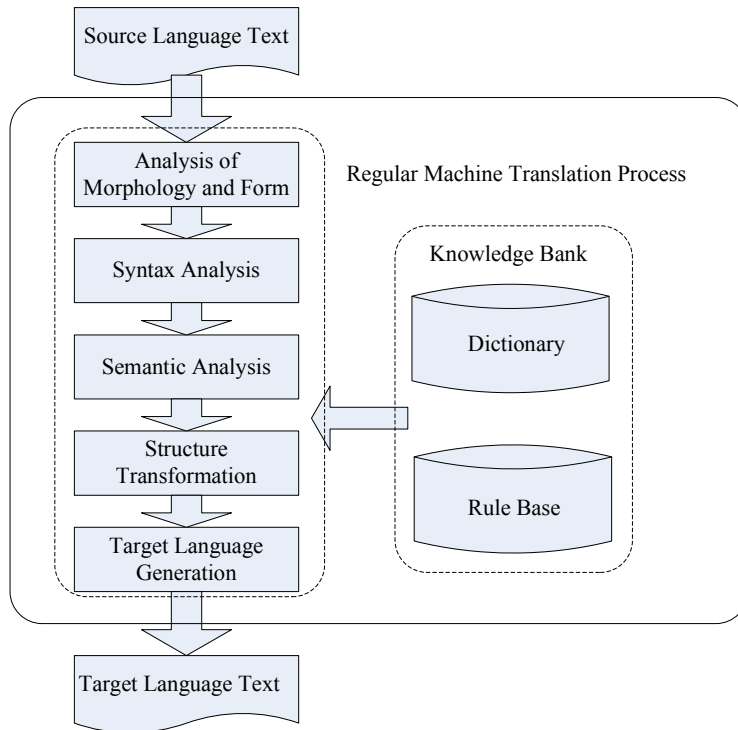 Source Language Text
Analysis of
Morphology and Form
Regular Machine Translation Process
Syntax Analysis
Knowledge Bank
Dictionary
Semantic Analysis
Structure
Transformation
Rule Base
Target Language
Generation
Target Language Text